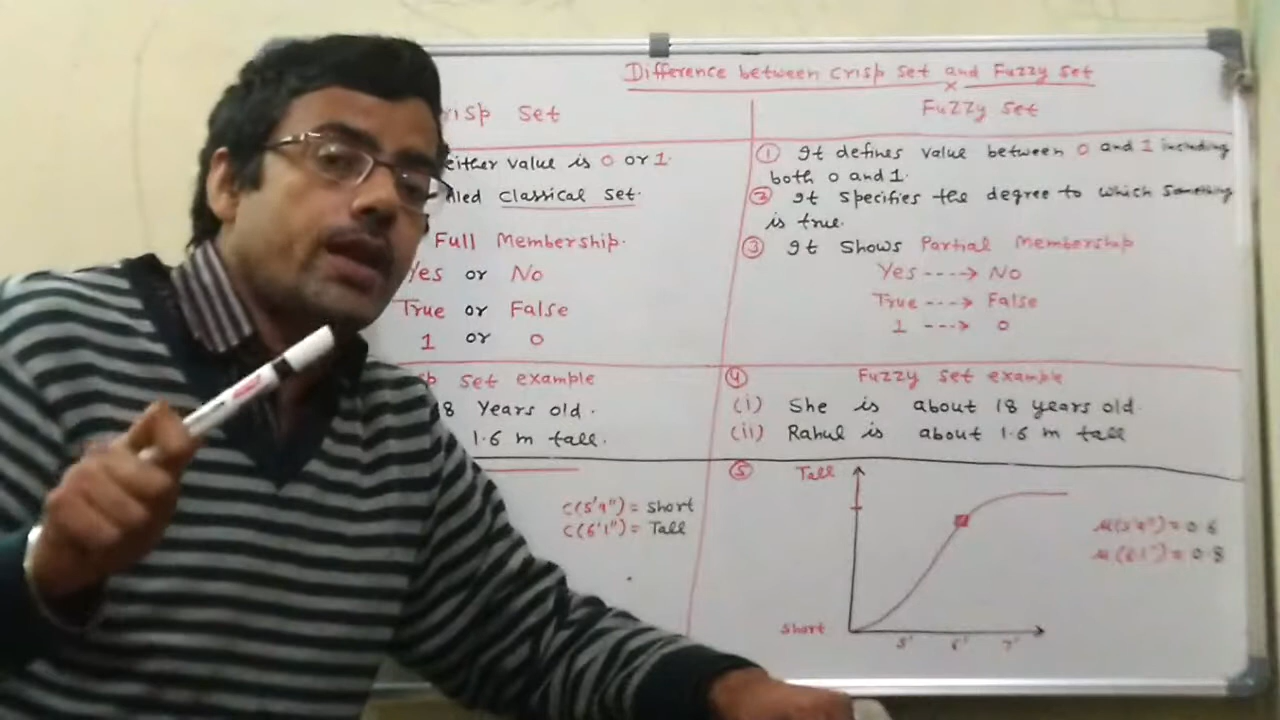 Difference between Crisp Set and Fuzzy Set
Set
either value is 0 or 1.
Classical Set.
Full Membership.
Yes or No
True or False
1 or 0
Set example
Years old.
1.6 m tall.
C(5'9") = Short
C(6'1") = Tall
Fuzzy Set
① It defines value between 0 and 1 including
both 0 and 1.
② It specifies the degree to which something
is true.
③ It shows Partial Membership
Yes ----> No
True ---> False
1 ---> 0
④ Fuzzy Set example
(i) She is about 18 years old.
(ii) Rahul is about 1.6 m tall
⑤ Tall
μ(5'9") = 0.6
μ(6'1") = 0.8
Short
5' 6' 7'